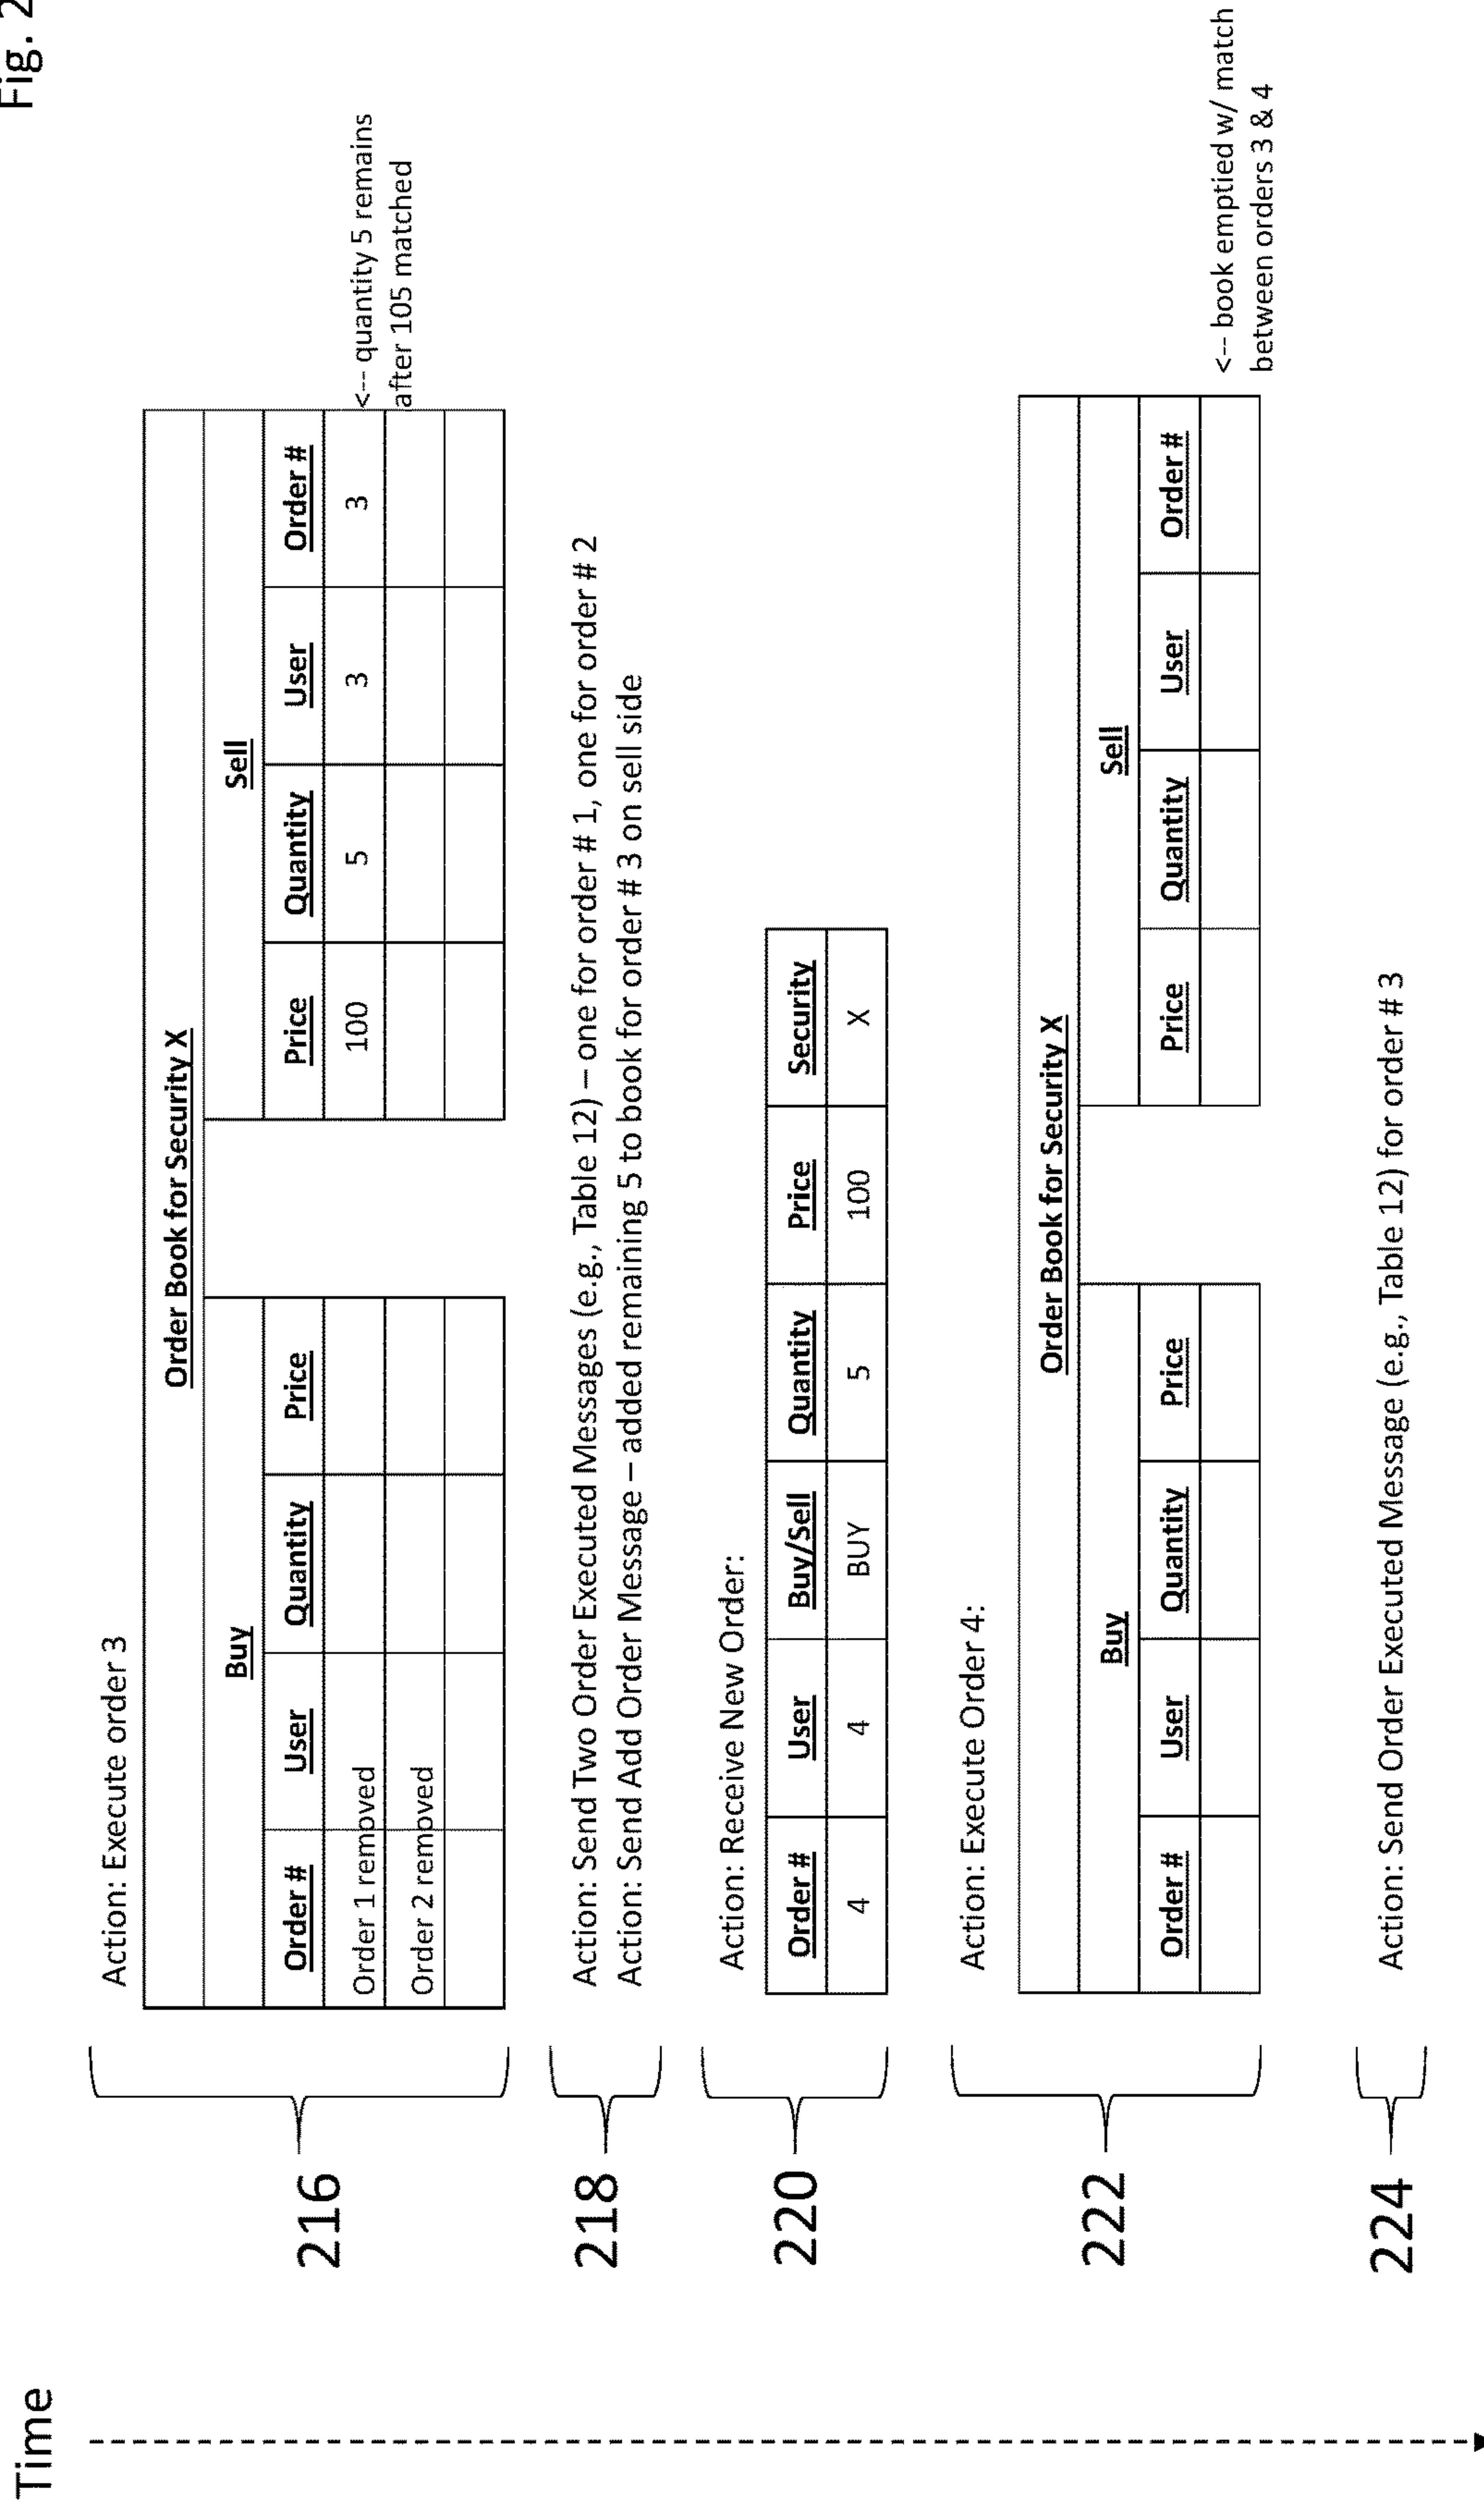 Fig. 2
Time
216
Action: Execute order 3
Order Book for Security X
Buy Sell
Order # User Quantity Price Price Quantity User Order #
Order 1 removed 100 5 3 3 <--- quantity 5 remains
Order 2 removed after 105 matched
218
Action: Send Two Order Executed Messages (e.g., Table 12) – one for order # 1, one for order # 2
Action: Send Add Order Message – added remaining 5 to book for order # 3 on sell side
220
Action: Receive New Order:
Order # User Buy/Sell Quantity Price Security
4 4 BUY 5 100 X
222
Action: Execute Order 4:
Order Book for Security X
Buy Sell
Order # User Quantity Price Price Quantity User Order #
<-- book emptied w/ match
between orders 3 & 4
224
Action: Send Order Executed Message (e.g., Table 12) for order # 3